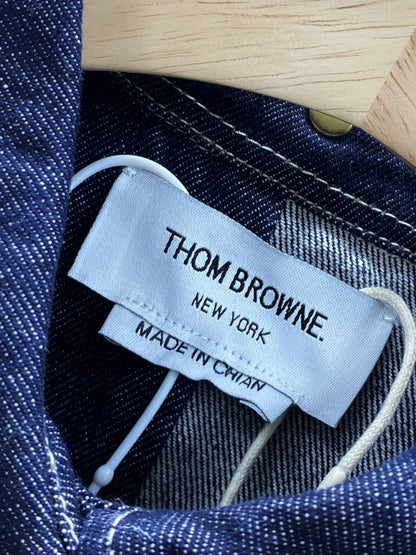 THOM BROWNE.
NEW YORK
MADE IN CHIAN